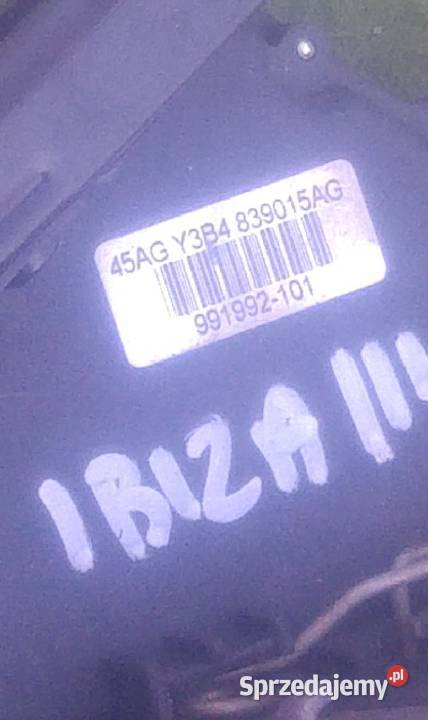 45AG Y3B4 839015AG
991992-101
IBIZA III
Sprzedajemy.pl